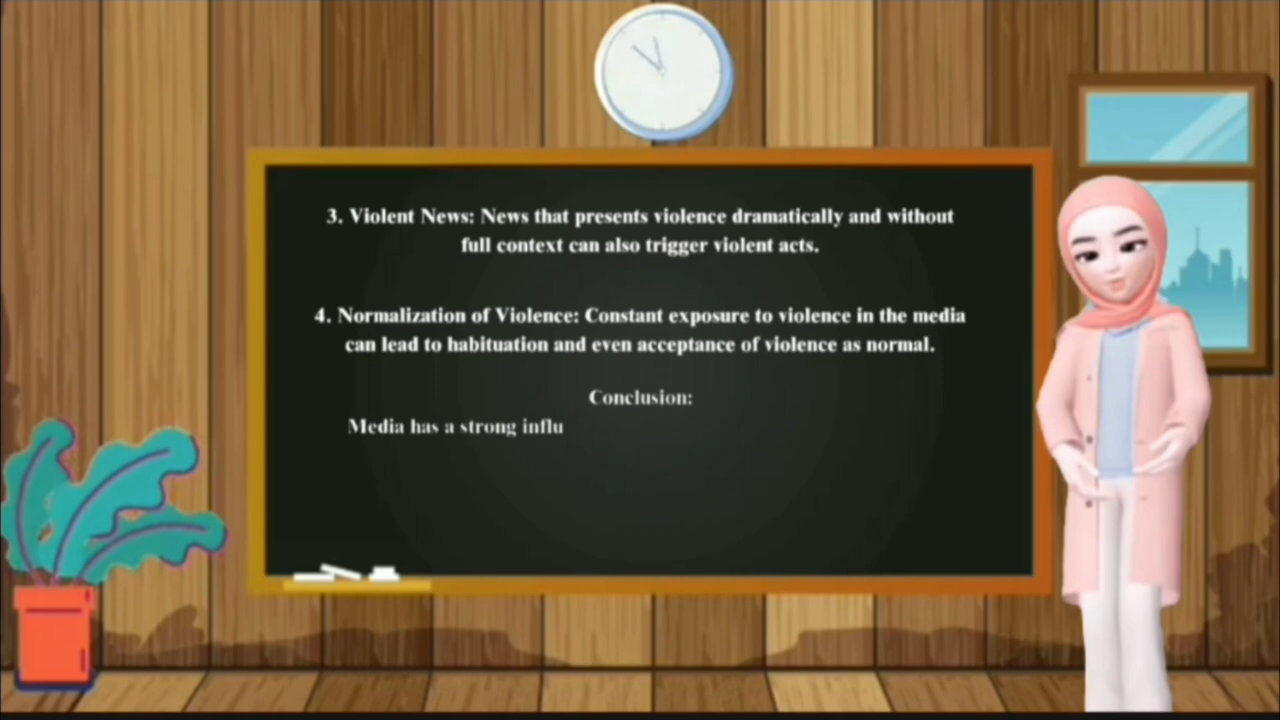 3. Violent News: News that presents violence dramatically and without
full context can also trigger violent acts.
4. Normalization of Violence: Constant exposure to violence in the media
can lead to habituation and even acceptance of violence as normal.
Conclusion:
Media has a strong influ